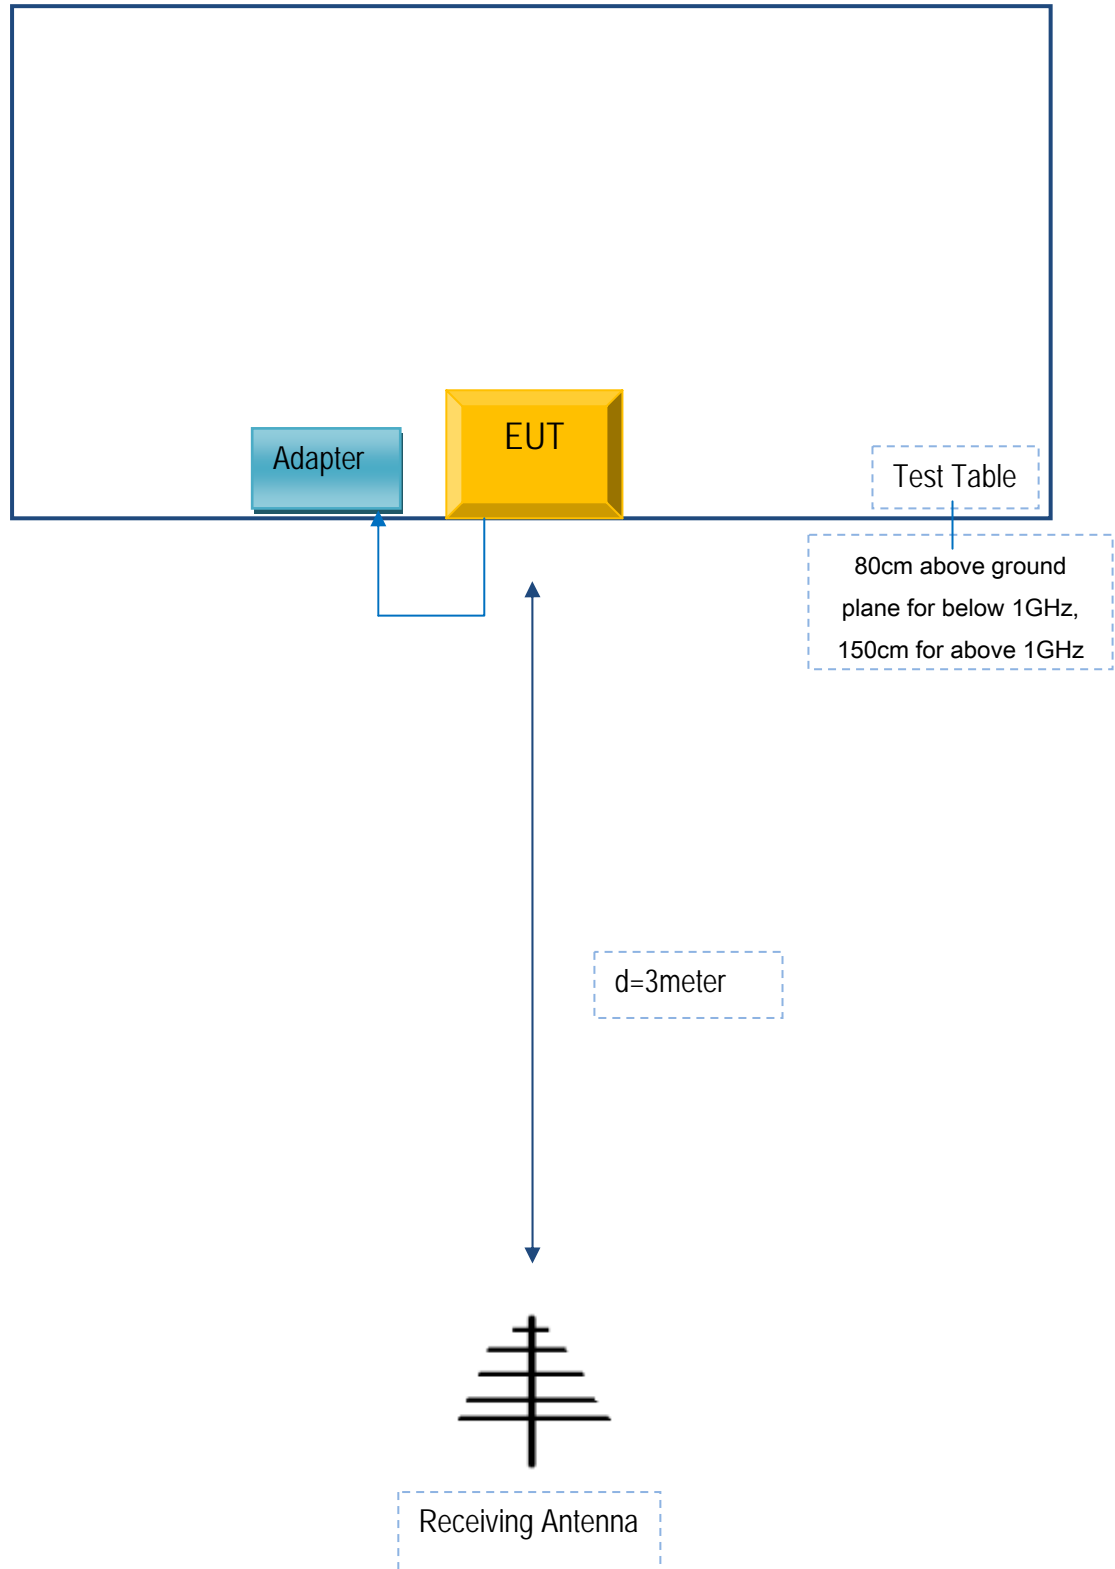 EUT
Adapter
Test Table
80cm above ground
plane for below 1GHz,
150cm for above 1GHz
d=3meter
Receiving Antenna